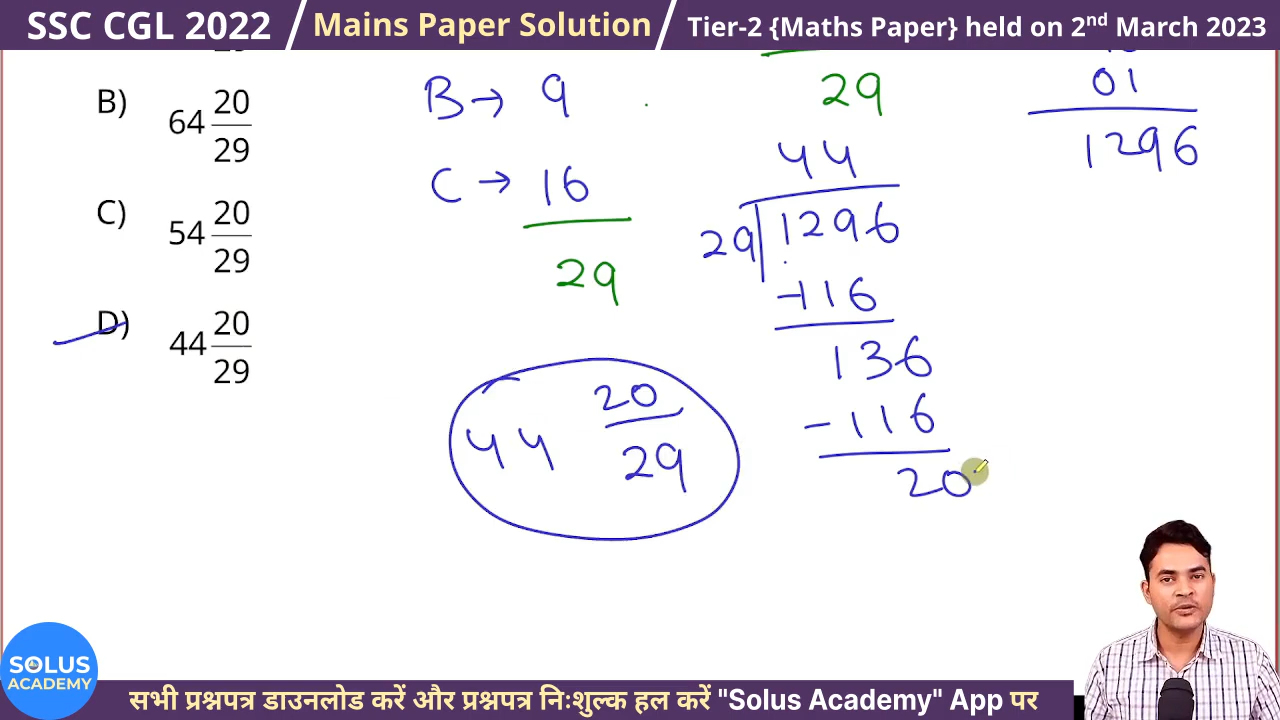 SSC CGL 2022
Mains Paper Solution
Tier-2 {Maths Paper} held on 2nd March 2023
B) 64 20/29
C) 54 20/29
D) 44 20/29
B → 9
C → 16
29
44 20/29
29
44
29 1296
-116
136
-116
20
01
1296
SOLUS
ACADEMY
सभी प्रश्नपत्र डाउनलोड करें और प्रश्नपत्र निःशुल्क हल करें "Solus Academy" App पर